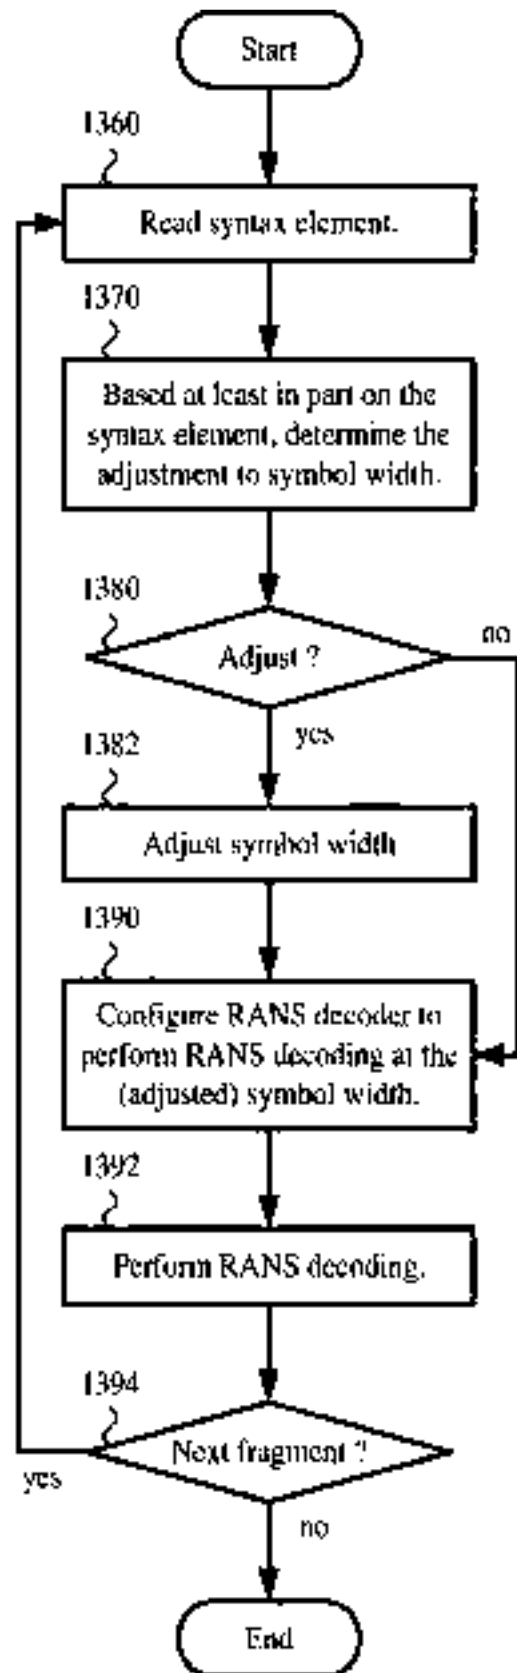 Start
1360
Read syntax element.
1370
Based at least in part on the
syntax element, determine the
adjustment to symbol width.
1380
Adjust ?
no
yes
1382
Adjust symbol width
1390
Configure RANS decoder to
perform RANS decoding at the
(adjusted) symbol width.
1392
Perform RANS decoding.
1394
Next fragment ?
yes
no
End